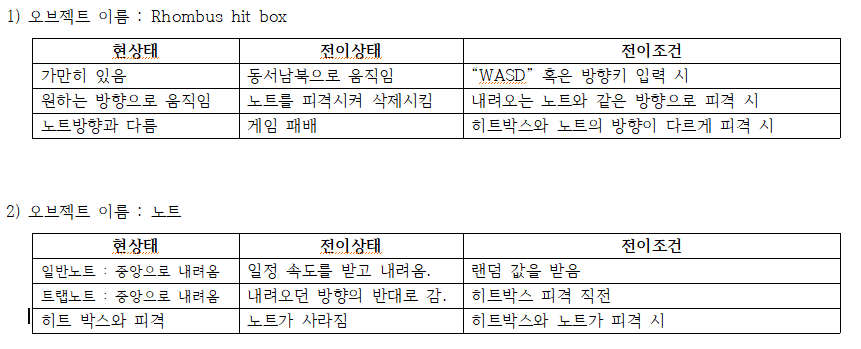 1) 오브젝트 이름 : Rhombus hit box
현상태 전이상태 전이조건
가만히 있음 동서남북으로 움직임 “WASD” 혹은 방향키 입력 시
원하는 방향으로 움직임 노트를 피격시켜 삭제시킴 내려오는 노트와 같은 방향으로 피격 시
노트방향과 다름 게임 패배 히트박스와 노트의 방향이 다르게 피격 시
2) 오브젝트 이름 : 노트
현상태 전이상태 전이조건
일반노트 : 중앙으로 내려옴 일정 속도를 받고 내려옴. 랜덤 값을 받음
트랩노트 : 중앙으로 내려옴 내려오던 방향의 반대로 감. 히트박스 피격 직전
히트 박스와 피격 노트가 사라짐 히트박스와 노트가 피격 시